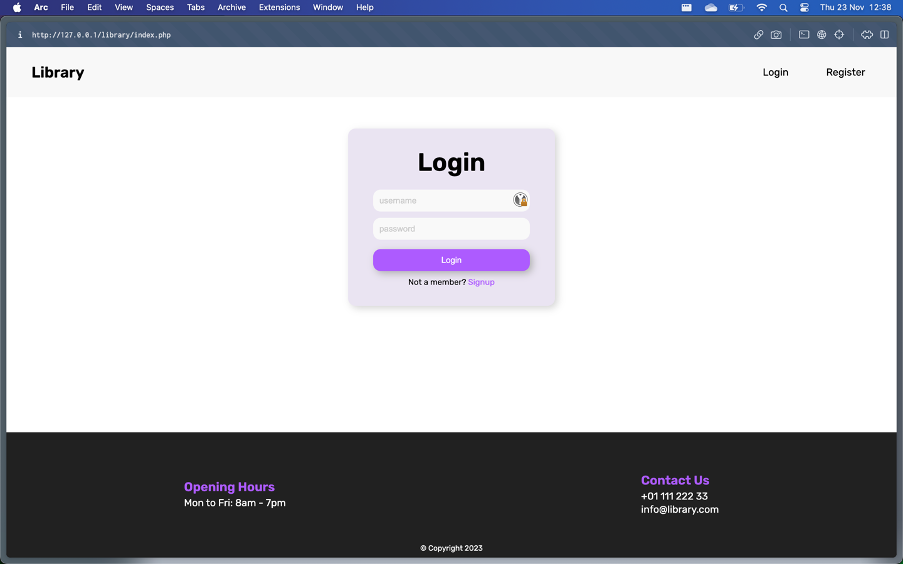 Arc File Edit View Spaces Tabs Archive Extensions Window Help Thu 23 Nov 12:38
http://127.0.0.1/library/index.php
Library Login Register
Login
username
password
Login
Not a member? Signup
Opening Hours
Mon to Fri: 8am - 7pm
Contact Us
+01 111 222 33
info@library.com
© Copyright 2023